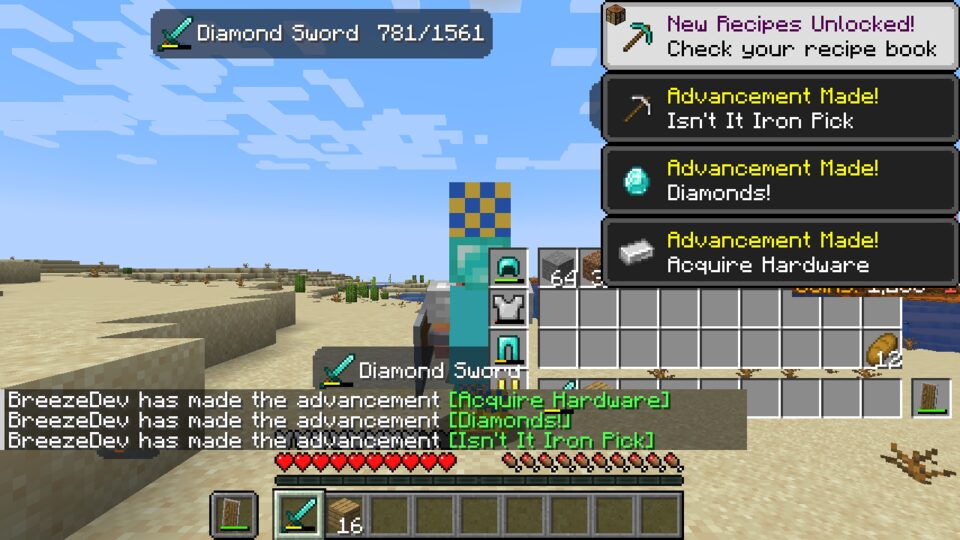 Diamond Sword 781/1561
New Recipes Unlocked!
Check your recipe book
Advancement Made!
Isn't It Iron Pick
Advancement Made!
Diamonds!
Advancement Made!
Acquire Hardware
64
12
Diamond Sword
BreezeDev has made the advancement [Acquire Hardware]
BreezeDev has made the advancement [Diamonds!]
BreezeDev has made the advancement [Isn't It Iron Pick]
16